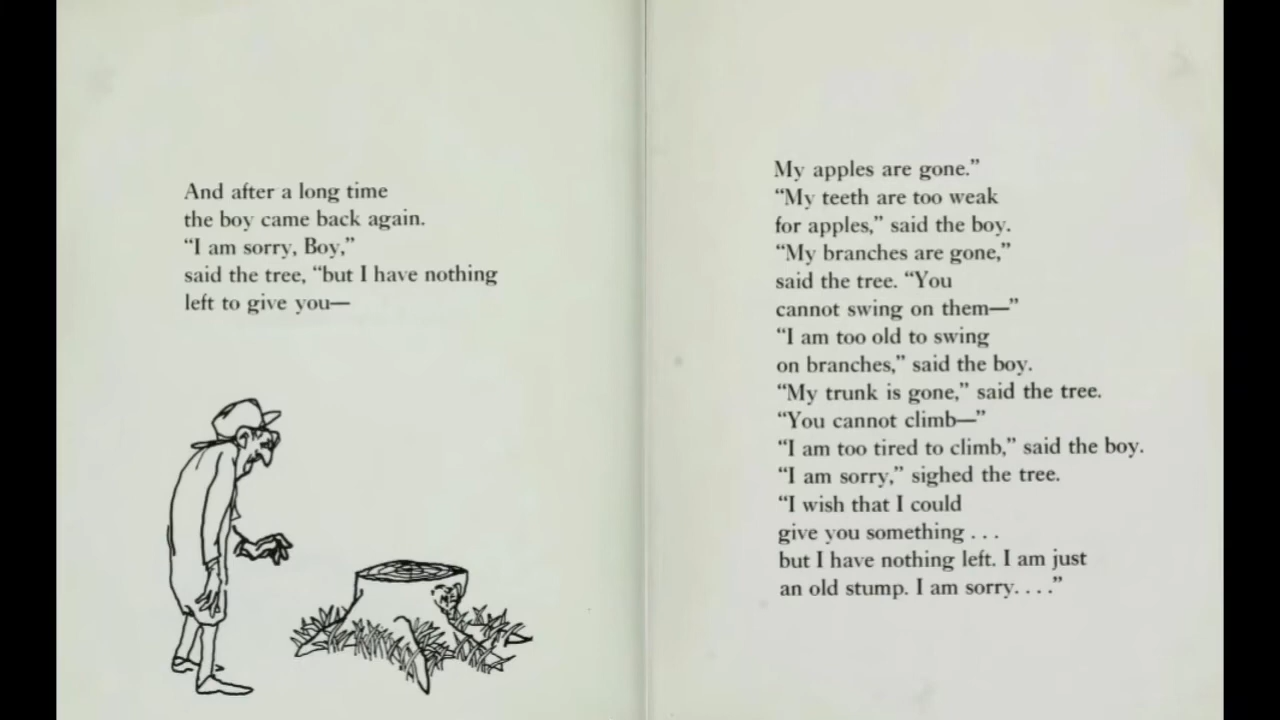 And after a long time
the boy came back again.
“I am sorry, Boy,”
said the tree, “but I have nothing
left to give you—
My apples are gone.”
“My teeth are too weak
for apples,” said the boy.
“My branches are gone,”
said the tree. “You
cannot swing on them—”
“I am too old to swing
on branches,” said the boy.
“My trunk is gone,” said the tree.
“You cannot climb—”
“I am too tired to climb,” said the boy.
“I am sorry,” sighed the tree.
“I wish that I could
give you something . . .
but I have nothing left. I am just
an old stump. I am sorry. . . .”